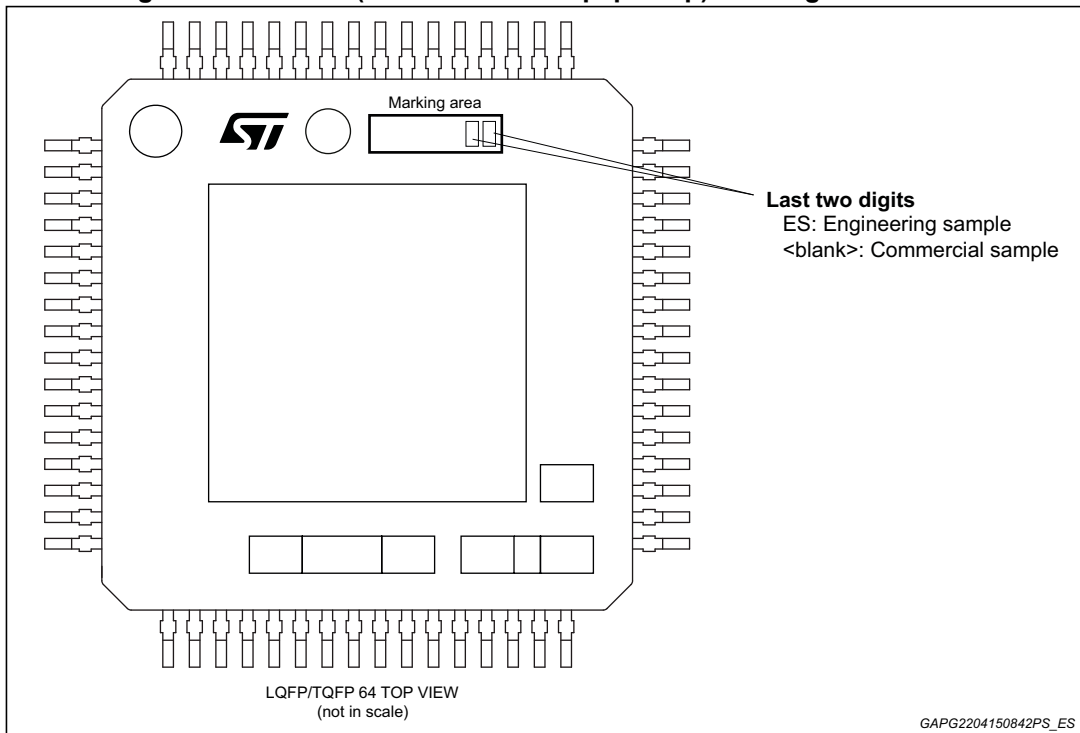 Marking area
ST
Last two digits
ES: Engineering sample
<blank>: Commercial sample
LQFP/TQFP 64 TOP VIEW
(not in scale)
GAPG2204150842PS_ES